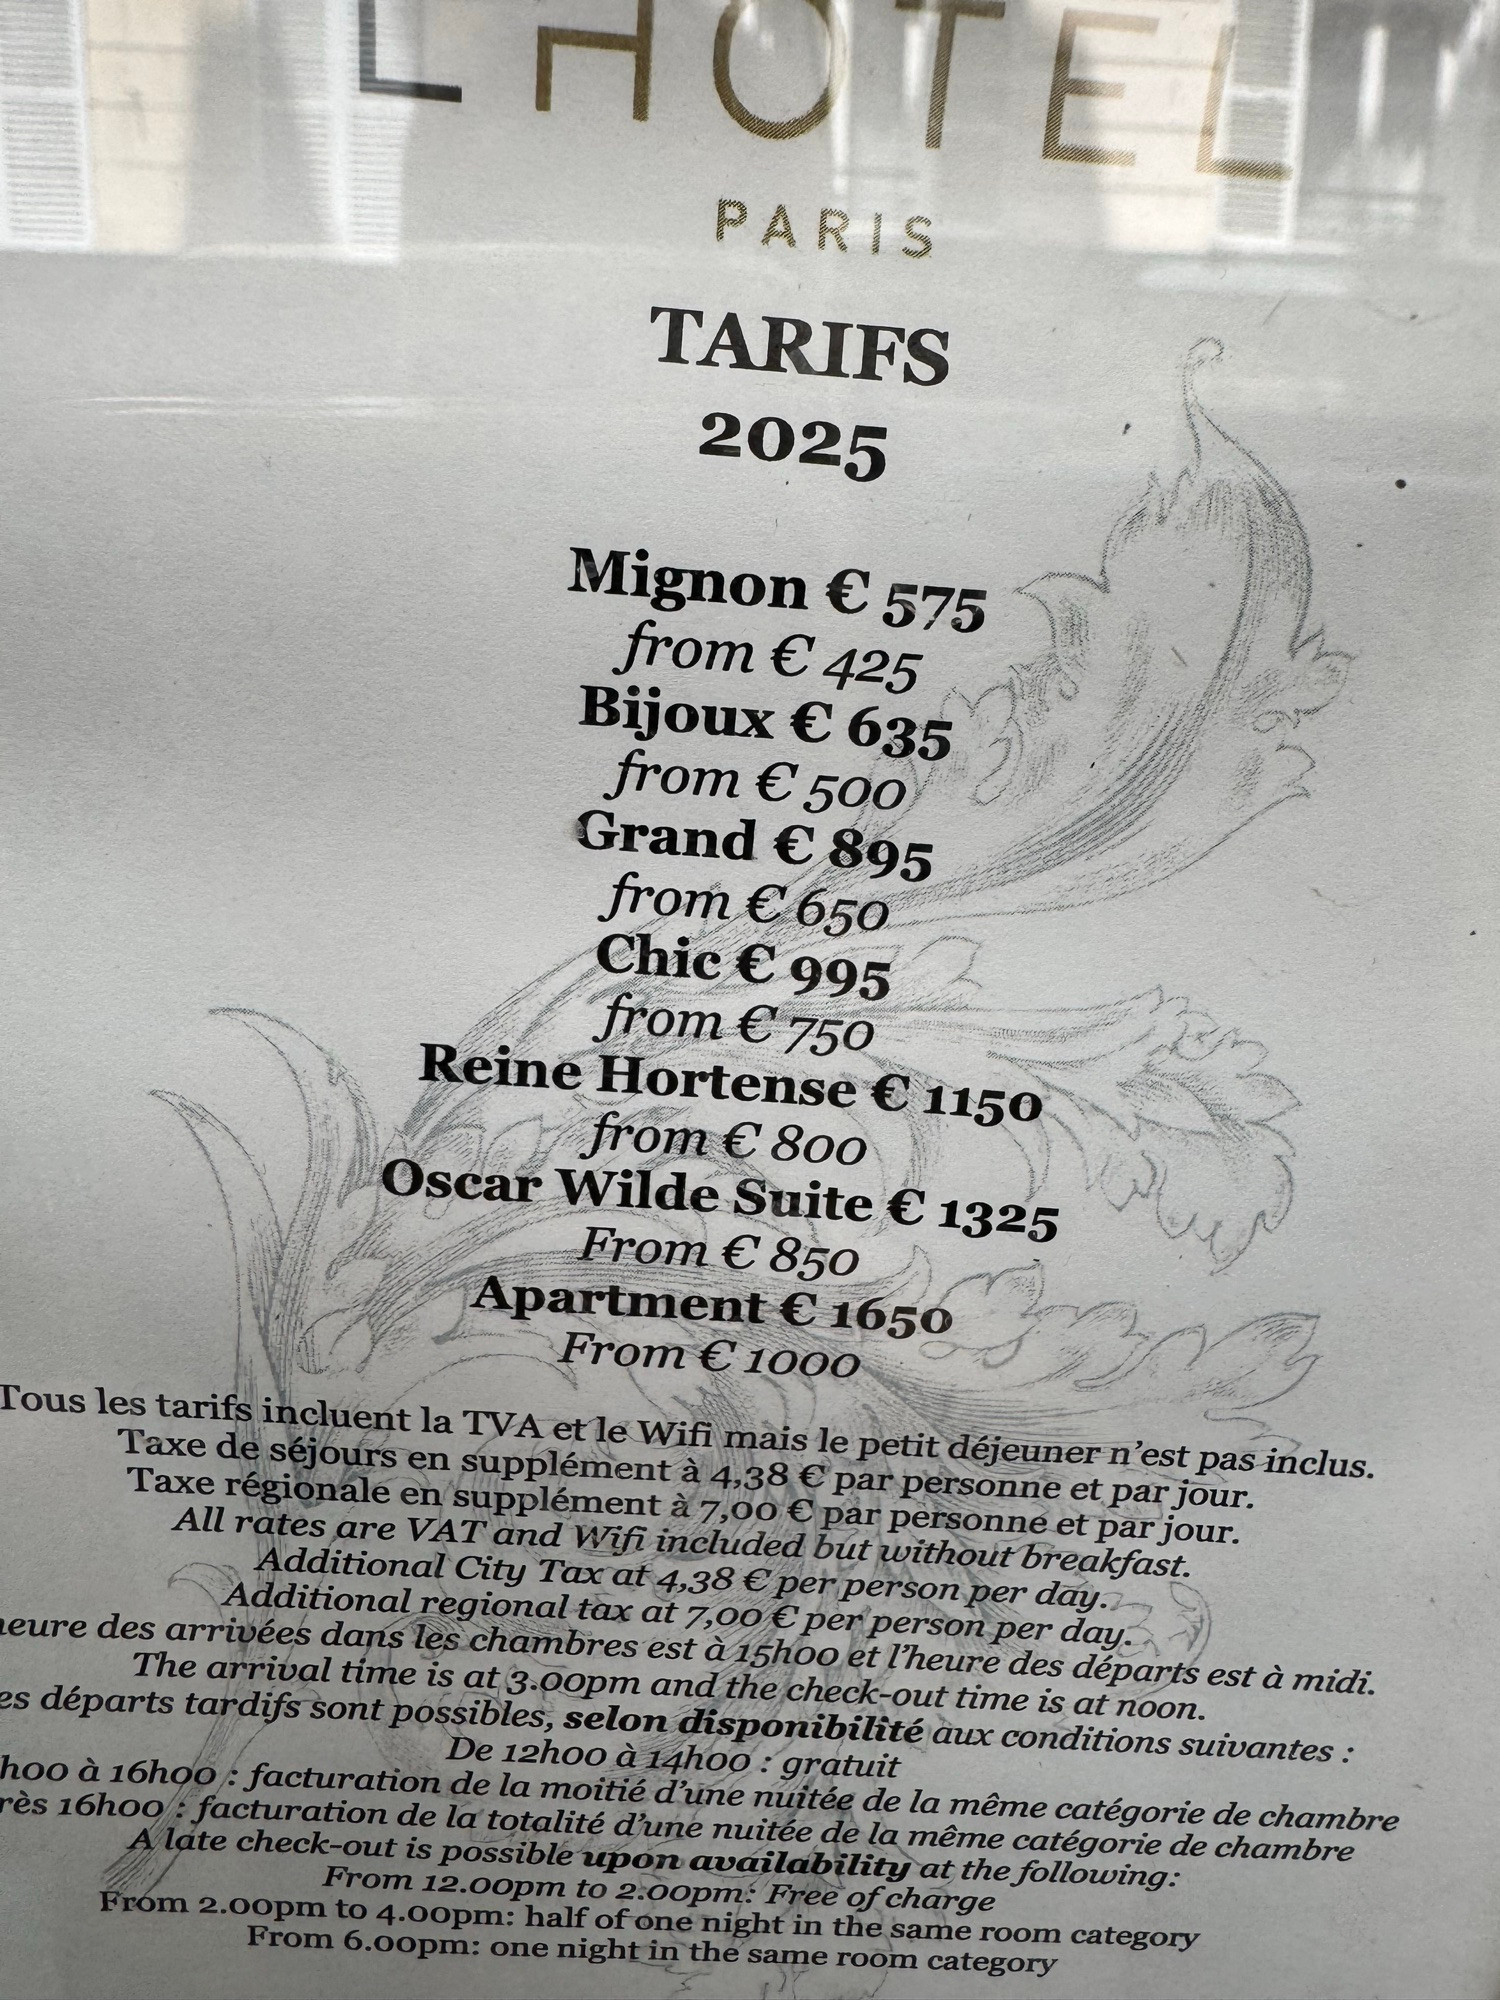 L'HOTEL
PARIS
TARIFS
2025
Mignon € 575
from € 425
Bijoux € 635
from € 500
Grand € 895
from € 650
Chic € 995
from € 750
Reine Hortense € 1150
from € 800
Oscar Wilde Suite € 1325
From € 850
Apartment € 1650
From € 1000
Tous les tarifs incluent la TVA et le Wifi mais le petit déjeuner n'est pas inclus.
Taxe de séjours en supplément à 4,38 € par personne et par jour.
Taxe régionale en supplément à 7,00 € par personne et par jour.
All rates are VAT and Wifi included but without breakfast.
Additional City Tax at 4,38 € per person per day.
Additional regional tax at 7,00 € per person per day.
heure des arrivées dans les chambres est à 15h00 et l'heure des départs est à midi.
The arrival time is at 3.00pm and the check-out time is at noon.
es départs tardifs sont possibles, selon disponibilité aux conditions suivantes :
De 12h00 à 14h00 : gratuit
h00 à 16h00 : facturation de la moitié d'une nuitée de la même catégorie de chambre
rès 16h00 : facturation de la totalité d'une nuitée de la même catégorie de chambre
A late check-out is possible upon availability at the following:
From 12.00pm to 2.00pm: Free of charge
From 2.00pm to 4.00pm: half of one night in the same room category
From 6.00pm: one night in the same room category